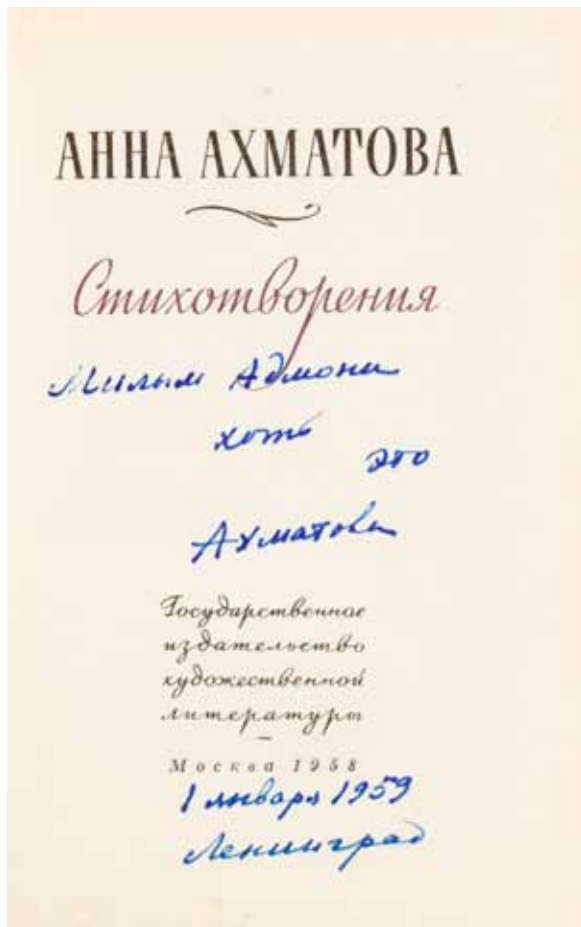 АННА АХМАТОВА
Стихотворения
Милым Адмони
хоть
это
Ахматова
Государственное
издательство
художественной
литературы
Москва 1958
1 января 1959
Ленинград